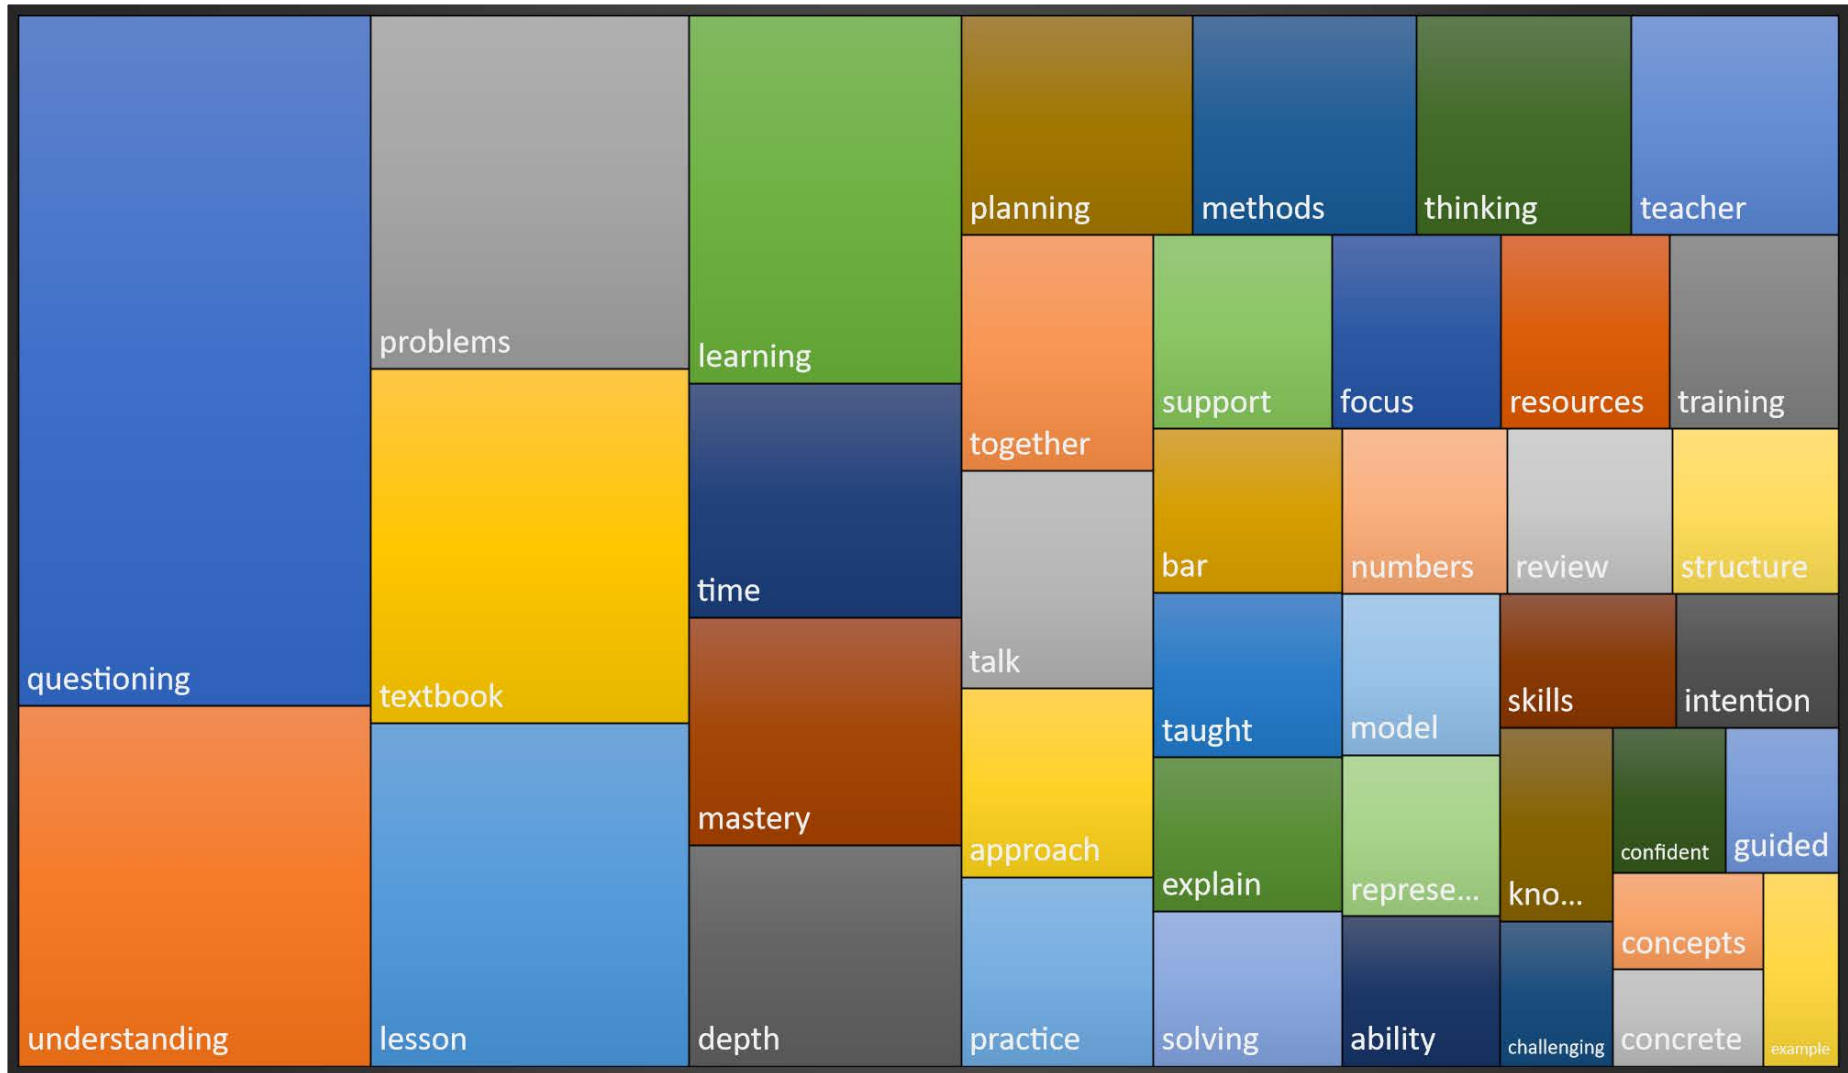 questioning
understanding
problems
textbook
lesson
learning
time
mastery
depth
planning
methods
thinking
teacher
together
talk
approach
practice
support
focus
resources
training
bar
numbers
review
structure
taught
explain
solving
model
represe...
ability
skills
intention
kno...
challenging
confident
guided
concepts
concrete
example